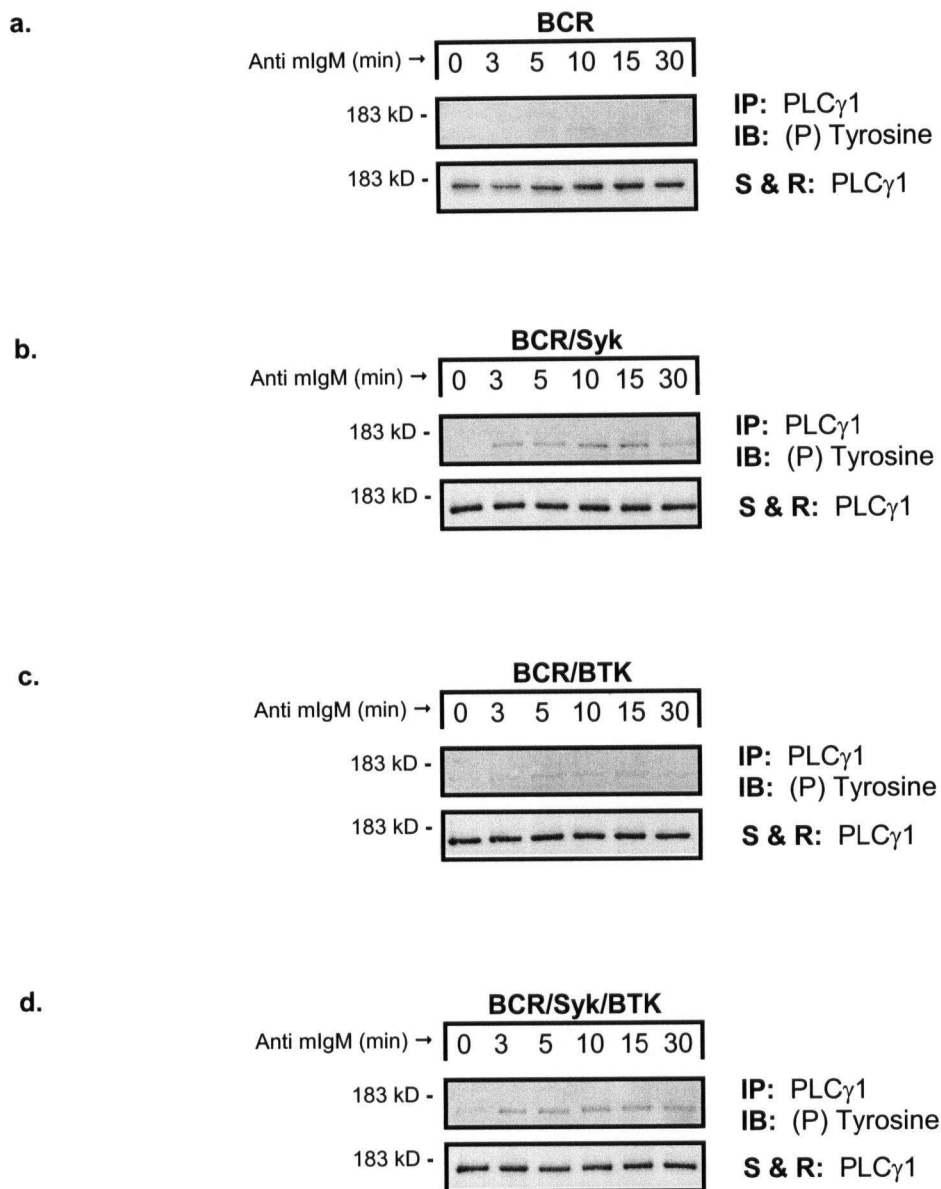 a.
BCR
Anti mIgM (min) → 0 3 5 10 15 30
183 kD -
IP: PLCγ1
IB: (P) Tyrosine
183 kD -
S & R: PLCγ1
b.
BCR/Syk
Anti mIgM (min) → 0 3 5 10 15 30
183 kD -
IP: PLCγ1
IB: (P) Tyrosine
183 kD -
S & R: PLCγ1
c.
BCR/BTK
Anti mIgM (min) → 0 3 5 10 15 30
183 kD -
IP: PLCγ1
IB: (P) Tyrosine
183 kD -
S & R: PLCγ1
d.
BCR/Syk/BTK
Anti mIgM (min) → 0 3 5 10 15 30
183 kD -
IP: PLCγ1
IB: (P) Tyrosine
183 kD -
S & R: PLCγ1